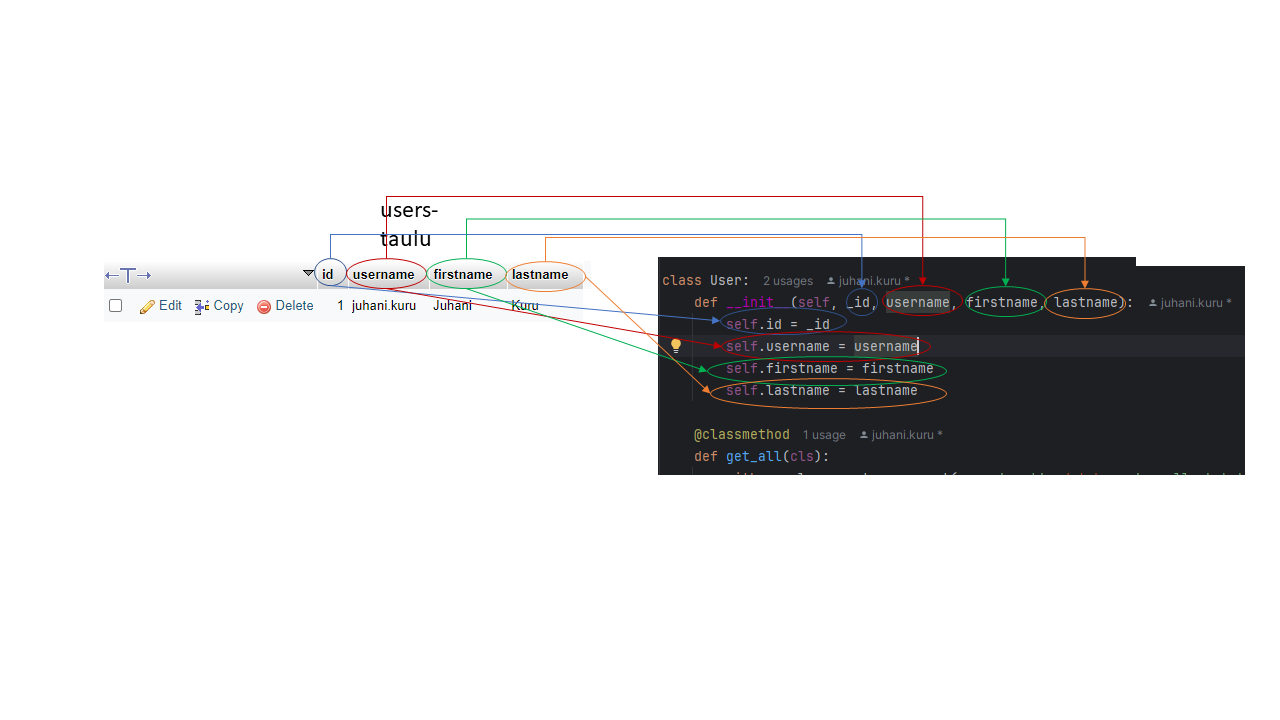 users-
taulu
id username firstname lastname
Edit Copy Delete 1 juhani.kuru Juhani Kuru
class User: 2 usages juhani.kuru *
def __init__(self, _id, username, firstname, lastname): juhani.kuru *
self.id = _id
self.username = username
self.firstname = firstname
self.lastname = lastname
@classmethod 1 usage juhani.kuru *
def get_all(cls):